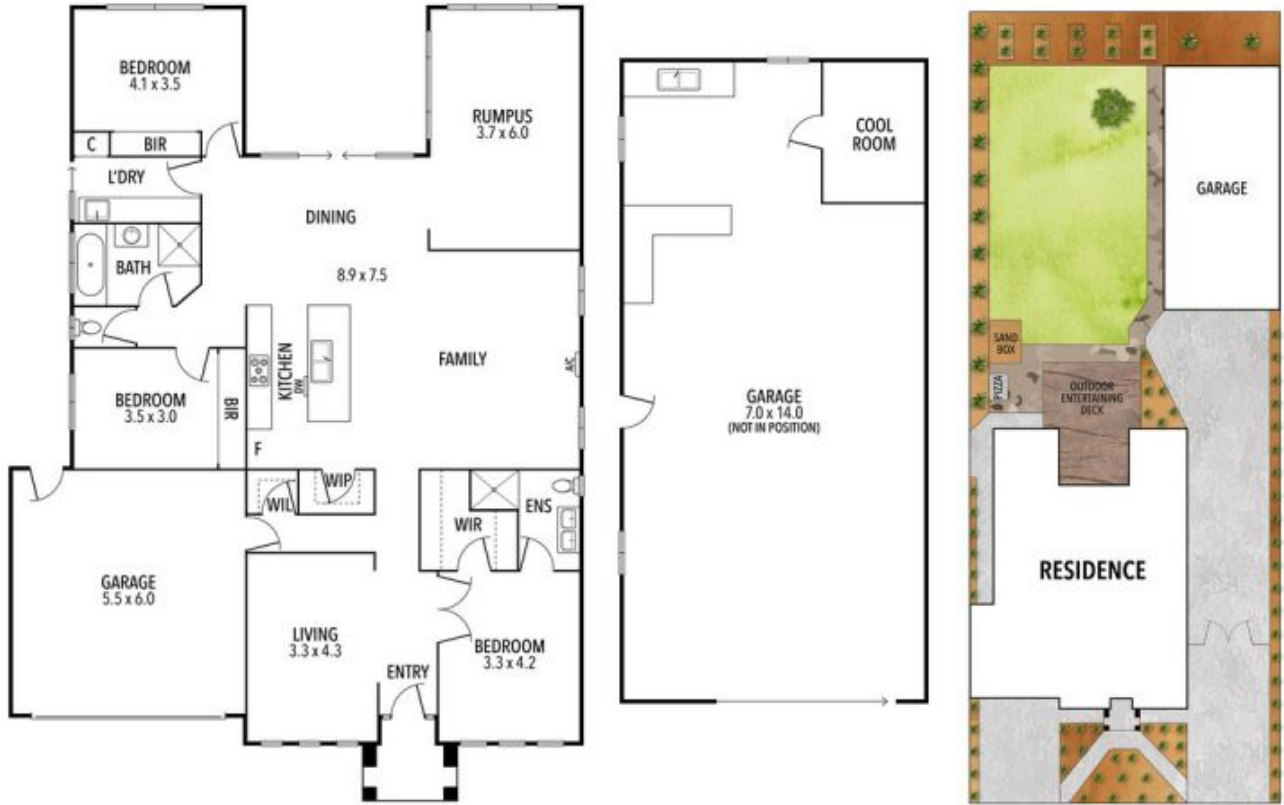 BEDROOM
4.1 x 3.5
C
BIR
L'DRY
BATH
DINING
8.9 x 7.5
RUMPUS
3.7 x 6.0
KITCHEN
DW
F
FAMILY
A/C
BEDROOM
3.5 x 3.0
BIR
WIL
WIP
WIR
ENS
GARAGE
5.5 x 6.0
LIVING
3.3 x 4.3
ENTRY
BEDROOM
3.3 x 4.2
COOL
ROOM
GARAGE
7.0 x 14.0
(NOT IN POSITION)
GARAGE
SAND
BOX
PIZZA
OUTDOOR
ENTERTAINING
DECK
RESIDENCE